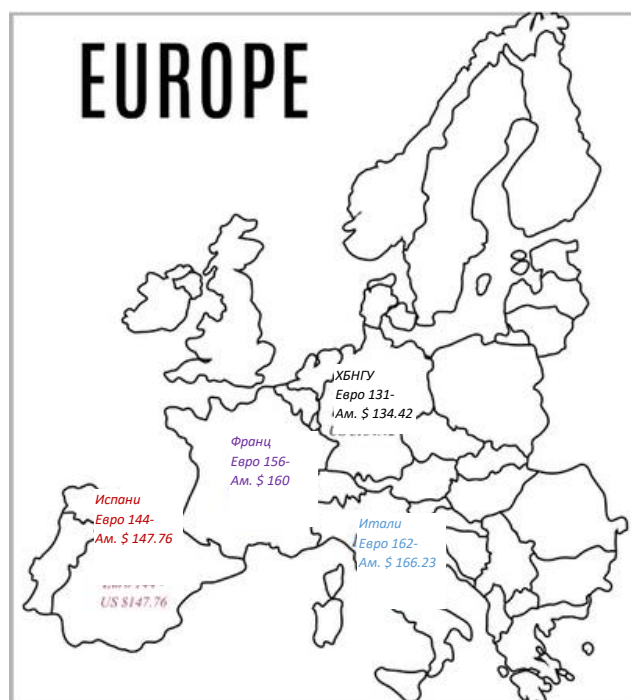 EUROPE
ХБНГУ
Евро 131-
Ам. $ 134.42
Франц
Евро 156-
Ам. $ 160
Испани
Евро 144-
Ам. $ 147.76
Итали
Евро 162-
Ам. $ 166.23
US $147.76